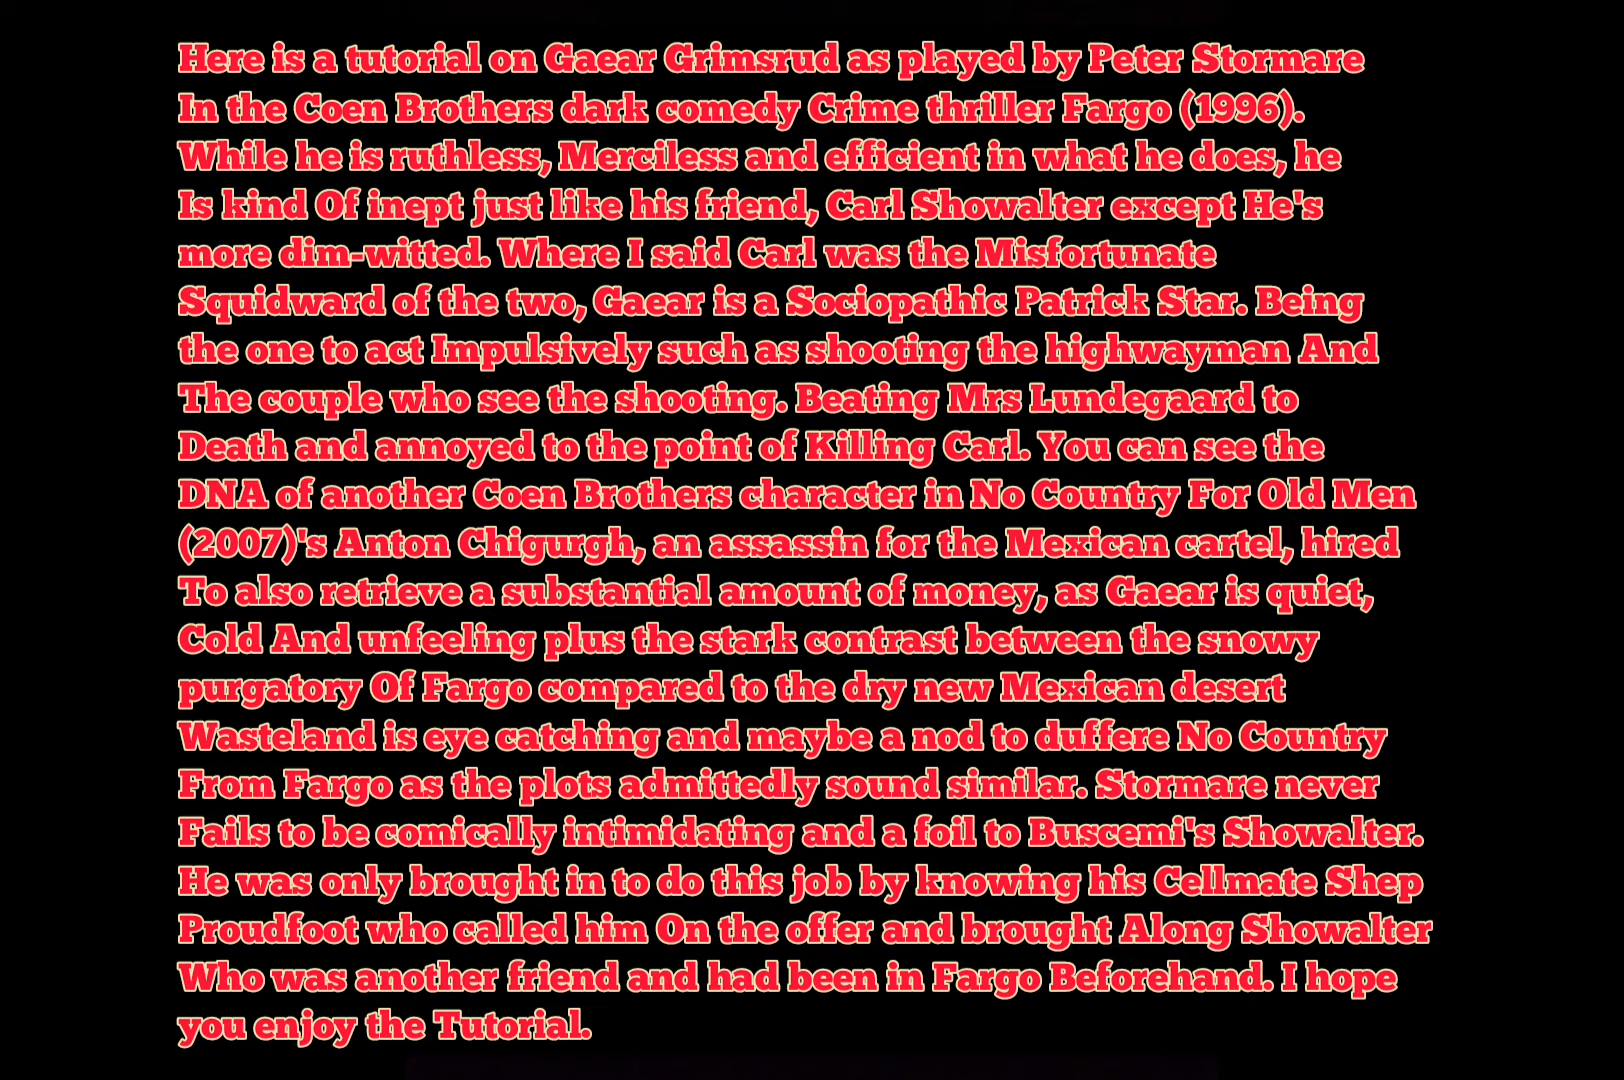 Here is a tutorial on Gaear Grimsrud as played by Peter Stormare
In the Coen Brothers dark comedy Crime thriller Fargo (1996).
While he is ruthless, Merciless and efficient in what he does, he
Is kind Of inept just like his friend, Carl Showalter except He's
more dim-witted. Where I said Carl was the Misfortunate
Squidward of the two, Gaear is a Sociopathic Patrick Star. Being
the one to act Impulsively such as shooting the highwayman And
The couple who see the shooting. Beating Mrs Lundegaard to
Death and annoyed to the point of Killing Carl. You can see the
DNA of another Coen Brothers character in No Country For Old Men
(2007)'s Anton Chigurgh, an assassin for the Mexican cartel, hired
To also retrieve a substantial amount of money, as Gaear is quiet,
Cold And unfeeling plus the stark contrast between the snowy
purgatory Of Fargo compared to the dry new Mexican desert
Wasteland is eye catching and maybe a nod to duffere No Country
From Fargo as the plots admittedly sound similar. Stormare never
Fails to be comically intimidating and a foil to Buscemi's Showalter.
He was only brought in to do this job by knowing his Cellmate Shep
Proudfoot who called him On the offer and brought Along Showalter
Who was another friend and had been in Fargo Beforehand. I hope
you enjoy the Tutorial.